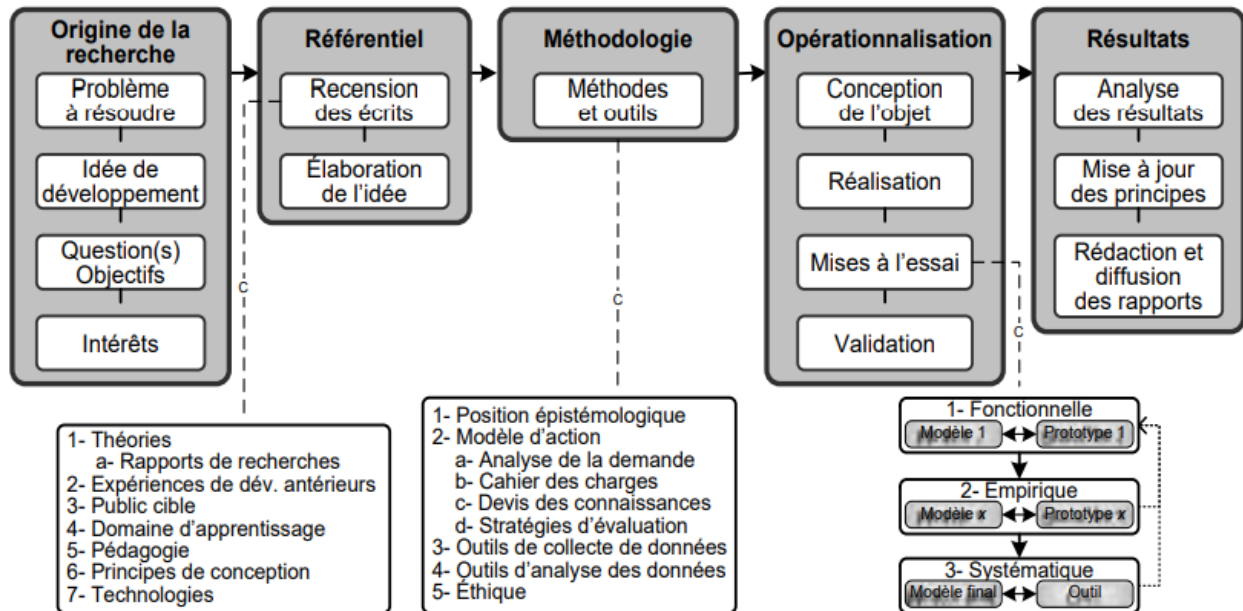 Origine de la
recherche
Problème
à résoudre
Idée de
développement
Question(s)
Objectifs
Intérêts
Référentiel
Recension
des écrits
Élaboration
de l'idée
Méthodologie
Méthodes
et outils
Opérationnalisation
Conception
de l'objet
Réalisation
Mises à l'essai
Validation
Résultats
Analyse
des résultats
Mise à jour
des principes
Rédaction et
diffusion
des rapports
c
c
c
1- Théories
a- Rapports de recherches
2- Expériences de dév. antérieurs
3- Public cible
4- Domaine d'apprentissage
5- Pédagogie
6- Principes de conception
7- Technologies
1- Position épistémologique
2- Modèle d'action
a- Analyse de la demande
b- Cahier des charges
c- Devis des connaissances
d- Stratégies d'évaluation
3- Outils de collecte de données
4- Outils d'analyse des données
5- Éthique
1- Fonctionnelle
Modèle 1
Prototype 1
2- Empirique
Modèle x
Prototype x
3- Systématique
Modèle final
Outil